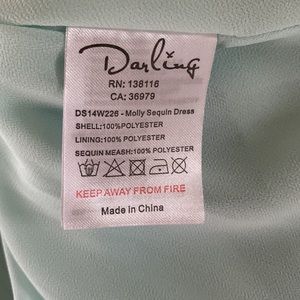 Darling
RN: 138116
CA: 36979
DS14W226 - Molly Sequin Dress
SHELL:100%POLYESTER
LINING:100% POLYESTER
SEQUIN MEASH:100% POLYESTER
KEEP AWAY FROM FIRE
Made in China